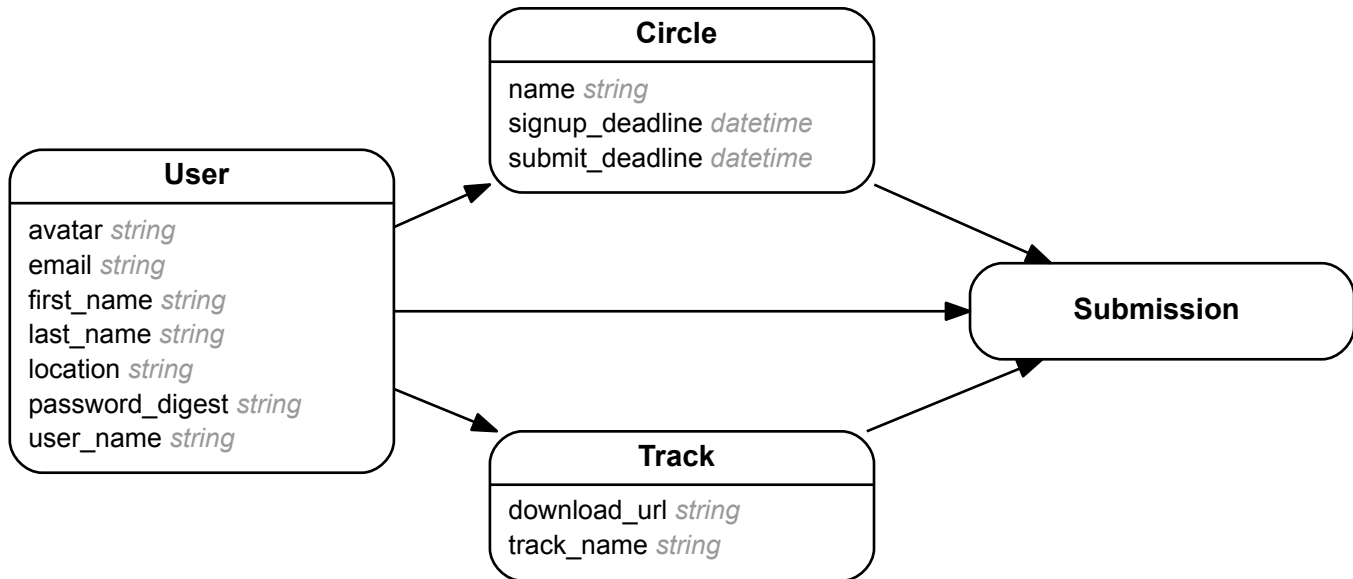 Circle
name string
signup_deadline datetime
submit_deadline datetime
User
avatar string
email string
first_name string
last_name string
location string
password_digest string
user_name string
Submission
Track
download_url string
track_name string